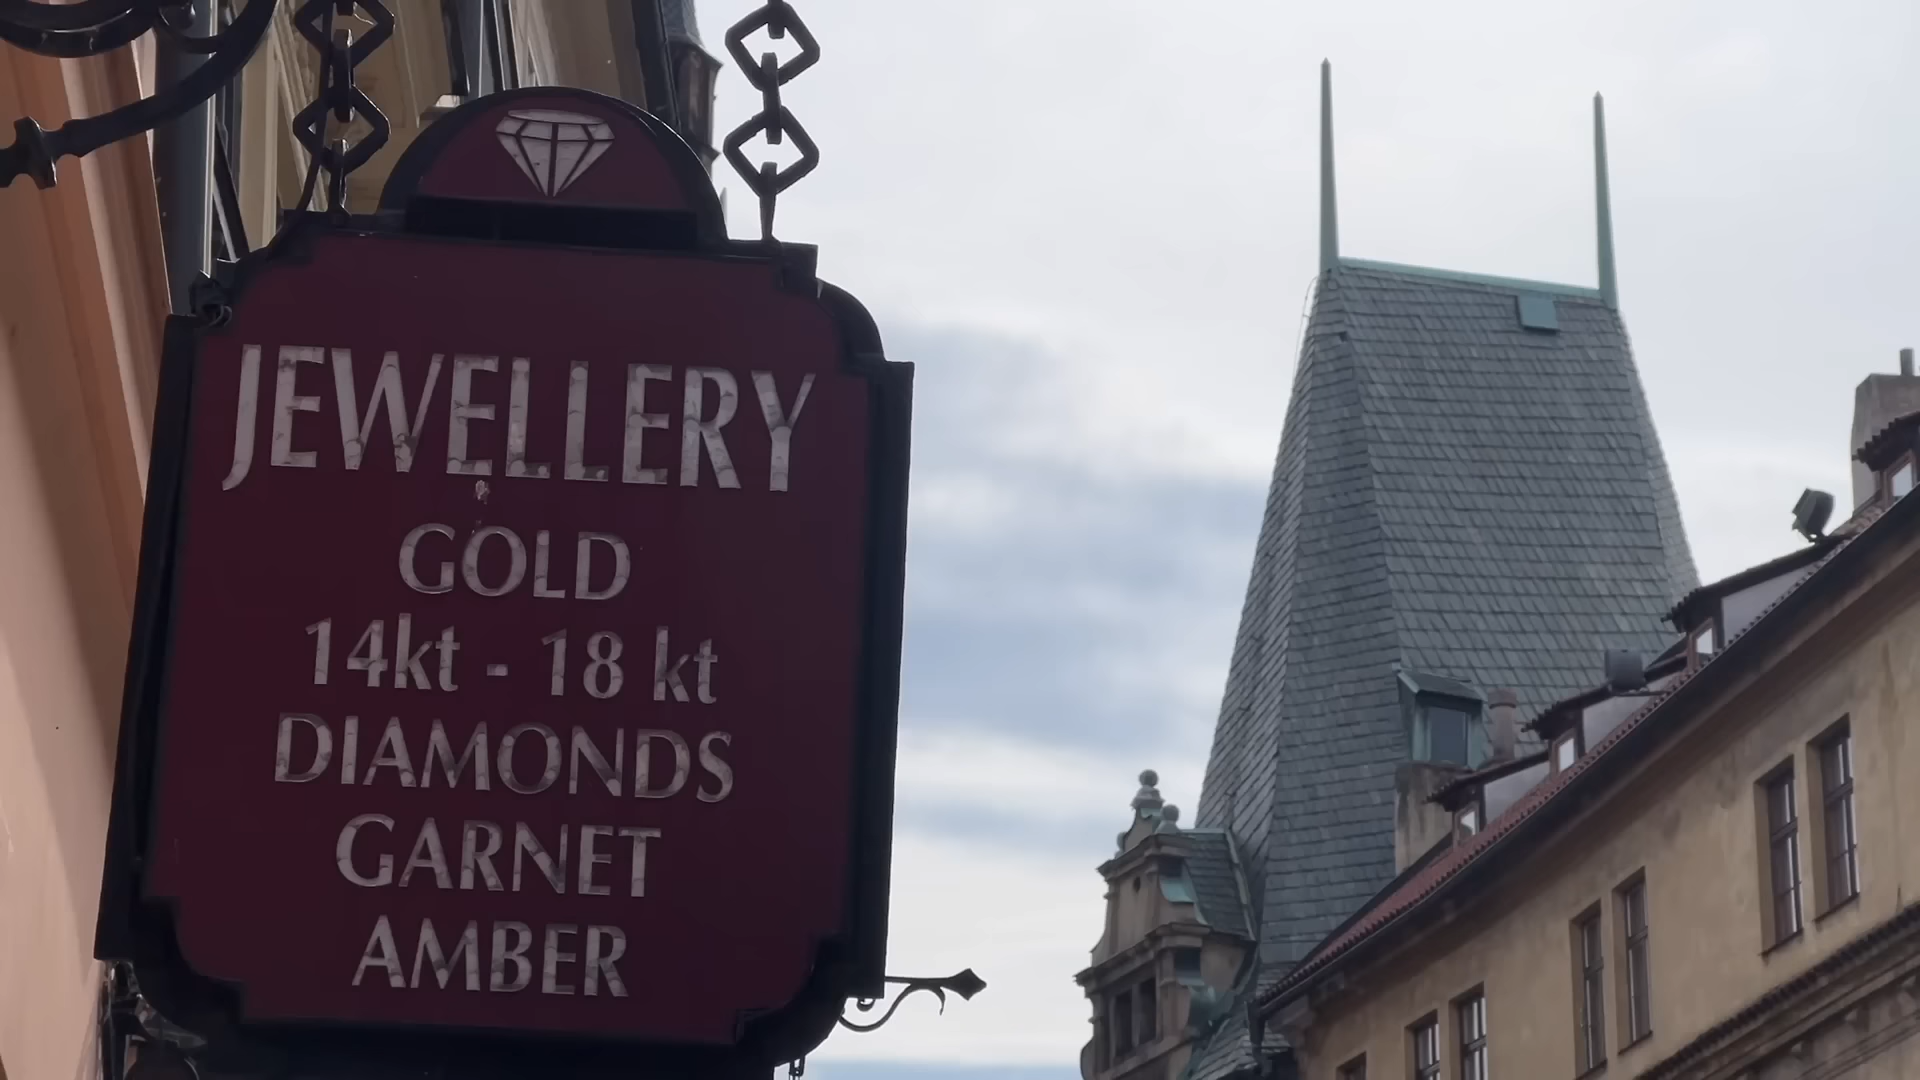 JEWELLERY
GOLD
14kt - 18 kt
DIAMONDS
GARNET
AMBER